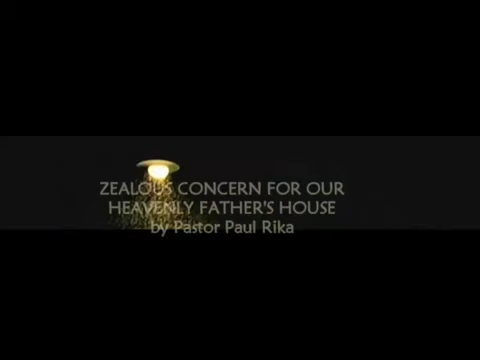 ZEALOUS CONCERN FOR OUR
HEAVENLY FATHER'S HOUSE
by Pastor Paul Rika